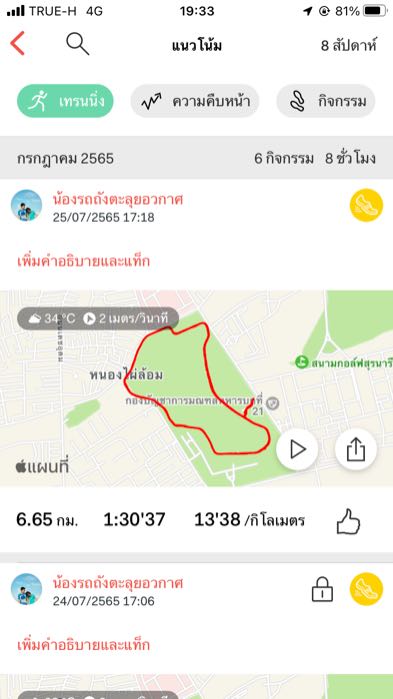 TRUE-H 4G 19:33 81%
แนวโน้ม 8 สัปดาห์
เทรนนิ่ง ความคืบหน้า กิจกรรม
กรกฎาคม 2565 6 กิจกรรม 8 ชั่วโมง
น้องรถถังตะลุยอวกาศ
25/07/2565 17:18
เพิ่มคำอธิบายและแท็ก
34°C 2 เมตร/วินาที
สนามกอล์ฟสุรนารี
หนองไผ่ล้อม
กองบัญชาการมณฑลทหารบกที่
21
แผนที่
6.65 กม. 1:30'37 13'38 /กิโลเมตร
น้องรถถังตะลุยอวกาศ
24/07/2565 17:06
เพิ่มคำอธิบายและแท็ก